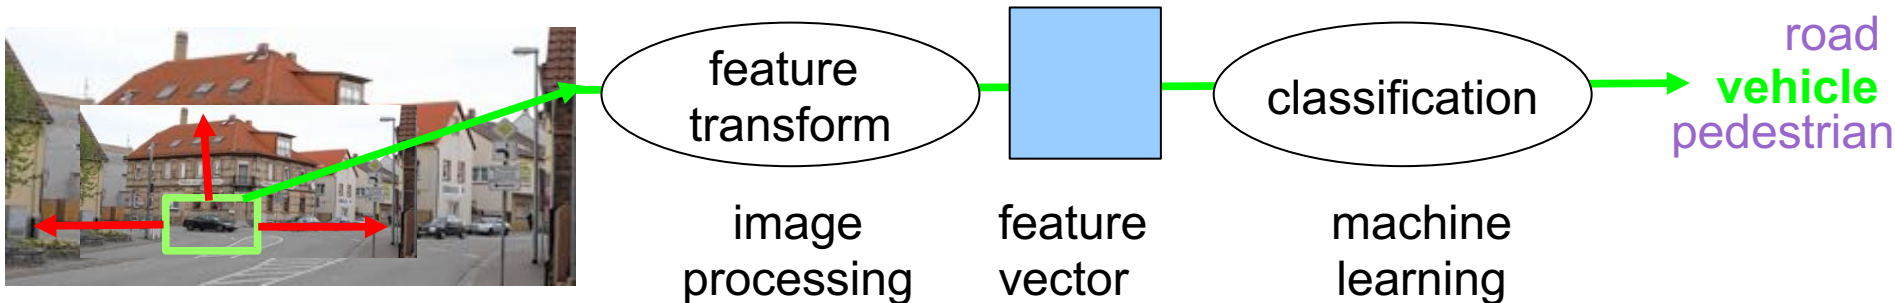 feature
transform
classification
road
vehicle
pedestrian
image
processing
feature
vector
machine
learning